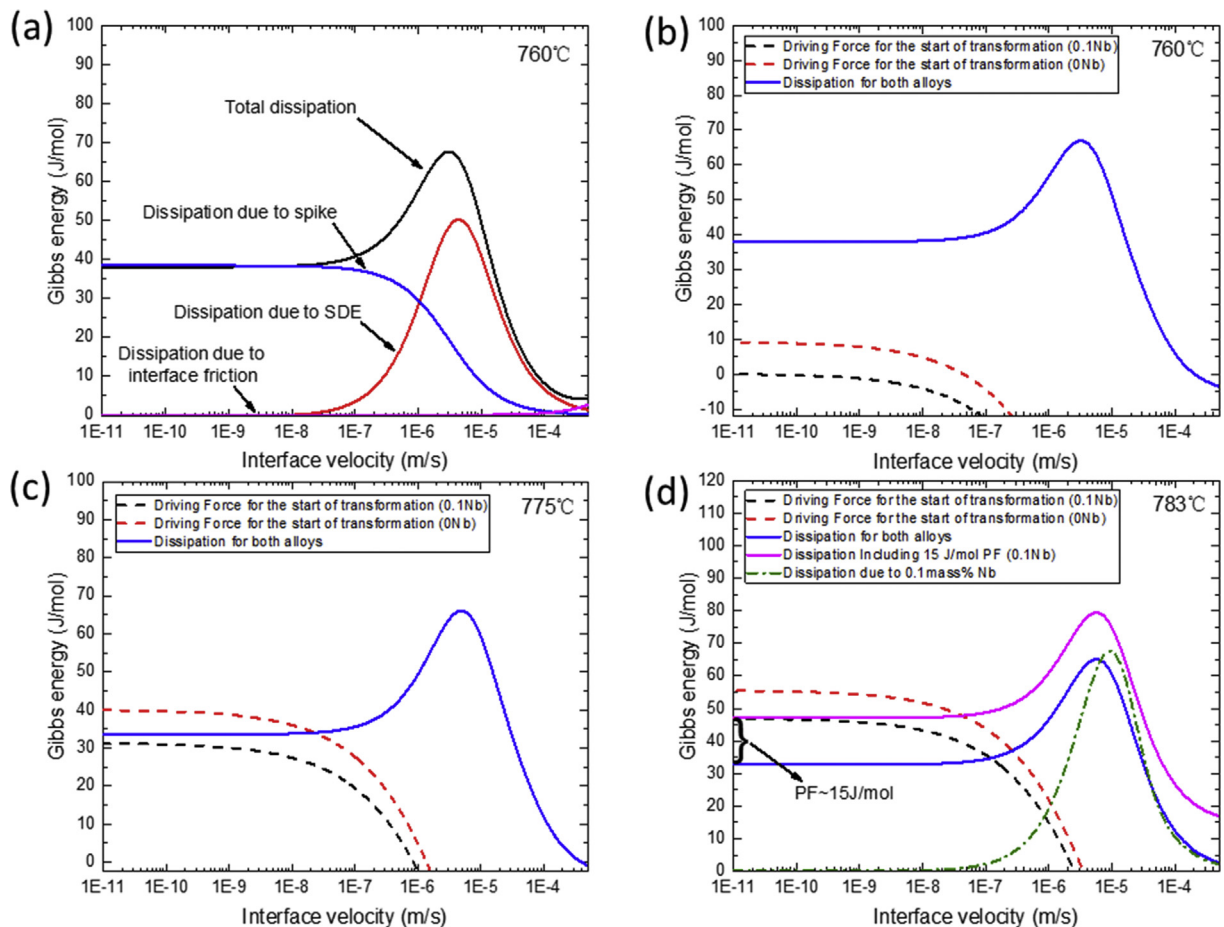 (a)
760℃
Total dissipation
Dissipation due to spike
Dissipation due to SDE
Dissipation due to
interface friction
Gibbs energy (J/mol)
100
90
80
70
60
50
40
30
20
10
0
1E-11 1E-10 1E-9 1E-8 1E-7 1E-6 1E-5 1E-4
Interface velocity (m/s)
(b)
760℃
Driving Force for the start of transformation (0.1Nb)
Driving Force for the start of transformation (0Nb)
Dissipation for both alloys
Gibbs energy (J/mol)
100
90
80
70
60
50
40
30
20
10
0
-10
1E-11 1E-10 1E-9 1E-8 1E-7 1E-6 1E-5 1E-4
Interface velocity (m/s)
(c)
775℃
Driving Force for the start of transformation (0.1Nb)
Driving Force for the start of transformation (0Nb)
Dissipation for both alloys
Gibbs energy (J/mol)
100
90
80
70
60
50
40
30
20
10
0
1E-11 1E-10 1E-9 1E-8 1E-7 1E-6 1E-5 1E-4
Interface velocity (m/s)
(d)
783℃
Driving Force for the start of transformation (0.1Nb)
Driving Force for the start of transformation (0Nb)
Dissipation for both alloys
Dissipation Including 15 J/mol PF (0.1Nb)
Dissipation due to 0.1mass% Nb
PF~15J/mol
Gibbs energy (J/mol)
120
110
100
90
80
70
60
50
40
30
20
10
0
1E-11 1E-10 1E-9 1E-8 1E-7 1E-6 1E-5 1E-4
Interface velocity (m/s)